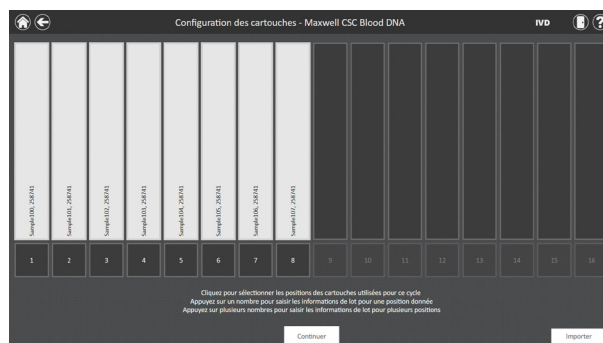 Configuration des cartouches - Maxwell CSC Blood DNA
IVD
?
Sample100, 258741
Sample101, 258741
Sample102, 258741
Sample103, 258741
Sample104, 258741
Sample105, 258741
Sample106, 258741
Sample107, 258741
1 2 3 4 5 6 7 8 9 10 11 12 13 14 15 16
Cliquez pour sélectionner les positions des cartouches utilisées pour ce cycle
Appuyez sur un nombre pour saisir les informations de lot pour une position donnée
Appuyez sur plusieurs nombres pour saisir les informations de lot pour plusieurs positions
Continuer
Importer